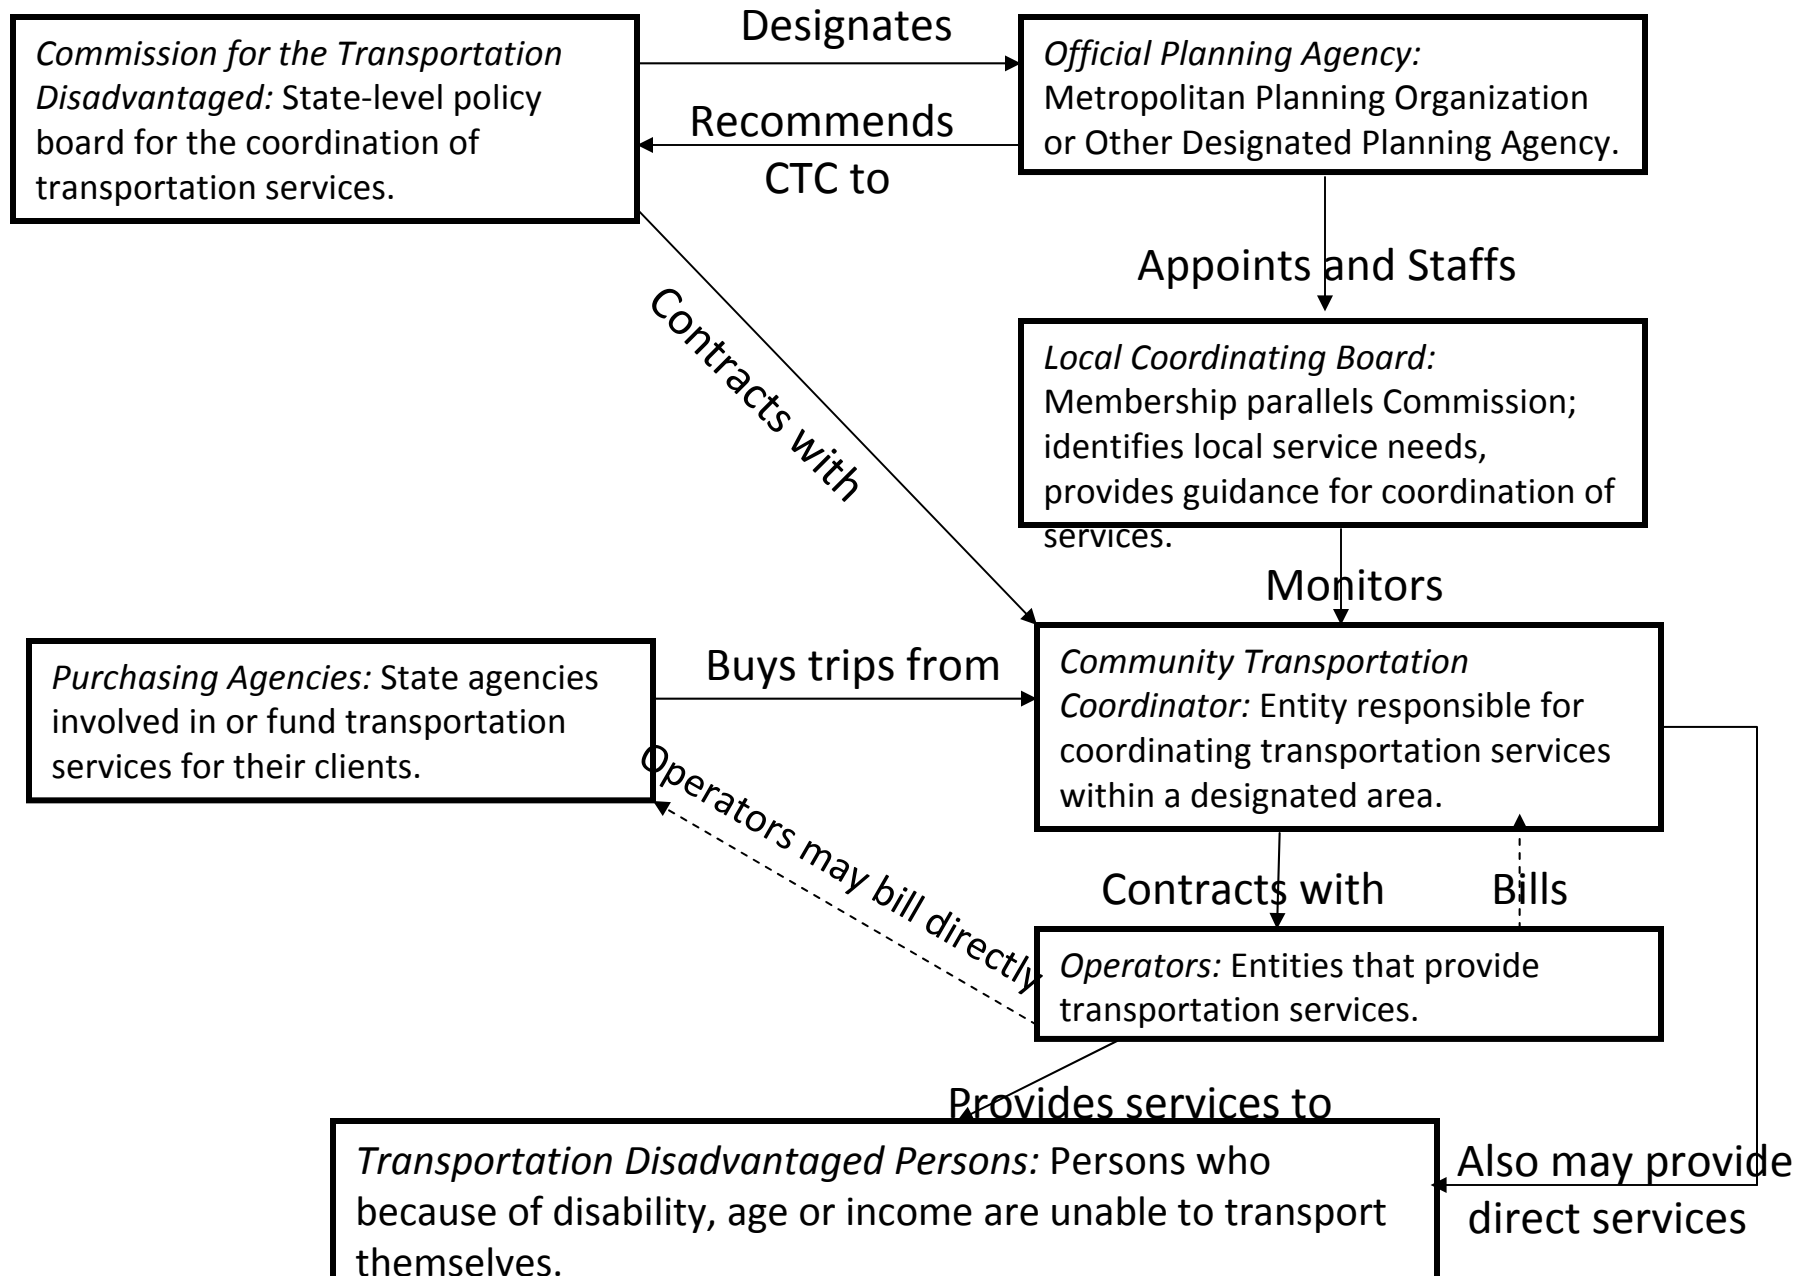 Commission for the Transportation
Disadvantaged: State-level policy
board for the coordination of
transportation services.
Designates
Recommends
CTC to
Official Planning Agency:
Metropolitan Planning Organization
or Other Designated Planning Agency.
Appoints and Staffs
Contracts with
Local Coordinating Board:
Membership parallels Commission;
identifies local service needs,
provides guidance for coordination of
services.
Monitors
Purchasing Agencies: State agencies
involved in or fund transportation
services for their clients.
Buys trips from
Community Transportation
Coordinator: Entity responsible for
coordinating transportation services
within a designated area.
Operators may bill directly
Contracts with
Bills
Operators: Entities that provide
transportation services.
Provides services to
Transportation Disadvantaged Persons: Persons who
because of disability, age or income are unable to transport
themselves.
Also may provide
direct services